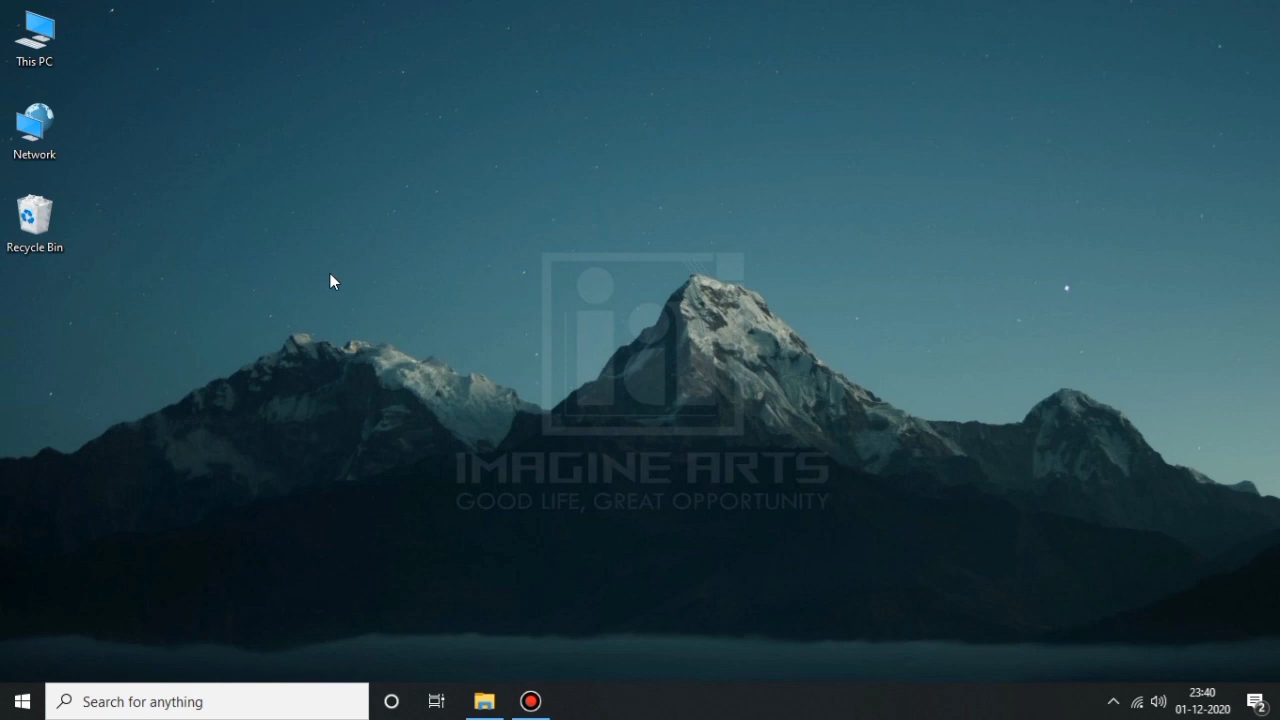 This PC
Network
Recycle Bin
IMAGINE ARTS
GOOD LIFE, GREAT OPPORTUNITY
Search for anything
23:40
01-12-2020
2